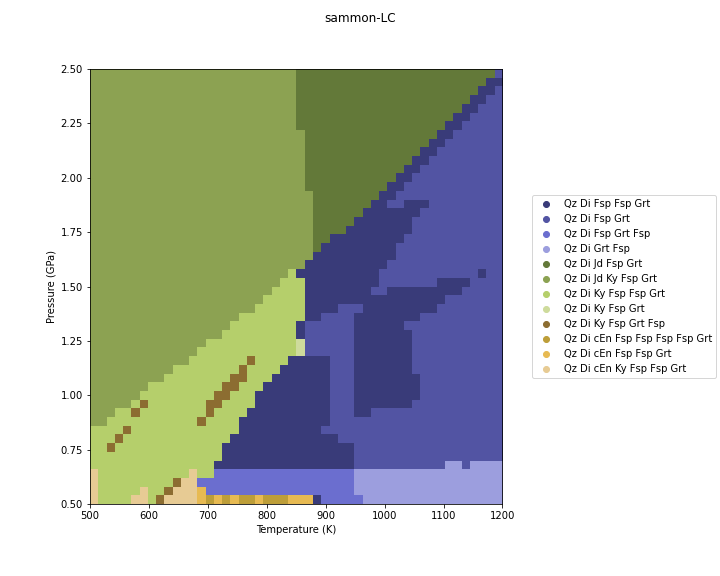 sammon-LC
2.50
2.25
2.00
1.75
1.50
1.25
1.00
0.75
0.50
Pressure (GPa)
500 600 700 800 900 1000 1100 1200
Temperature (K)
Qz Di Fsp Fsp Grt
Qz Di Fsp Grt
Qz Di Fsp Grt Fsp
Qz Di Grt Fsp
Qz Di Jd Fsp Grt
Qz Di Jd Ky Fsp Grt
Qz Di Ky Fsp Fsp Grt
Qz Di Ky Fsp Grt
Qz Di Ky Fsp Grt Fsp
Qz Di cEn Fsp Fsp Fsp Fsp Grt
Qz Di cEn Fsp Fsp Grt
Qz Di cEn Ky Fsp Fsp Grt